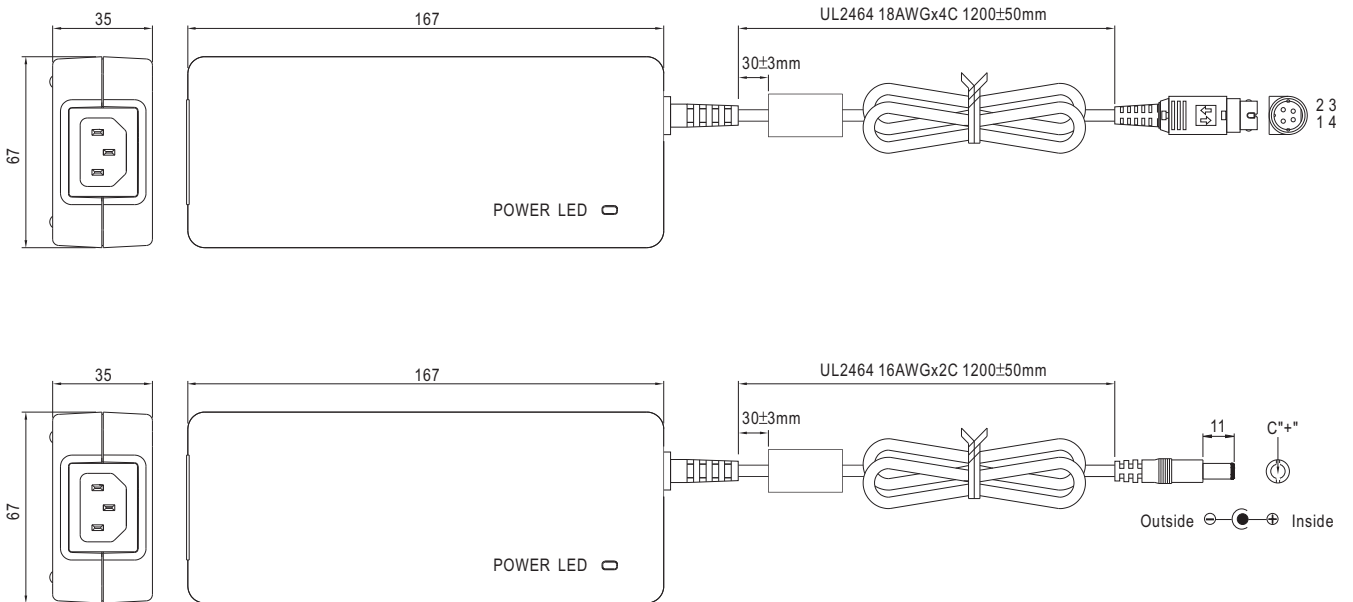 35
167
UL2464 18AWGx4C 1200±50mm
30±3mm
67
2 3
1 4
POWER LED
35
167
UL2464 16AWGx2C 1200±50mm
30±3mm
11
C"+"
67
Outside
Inside
POWER LED